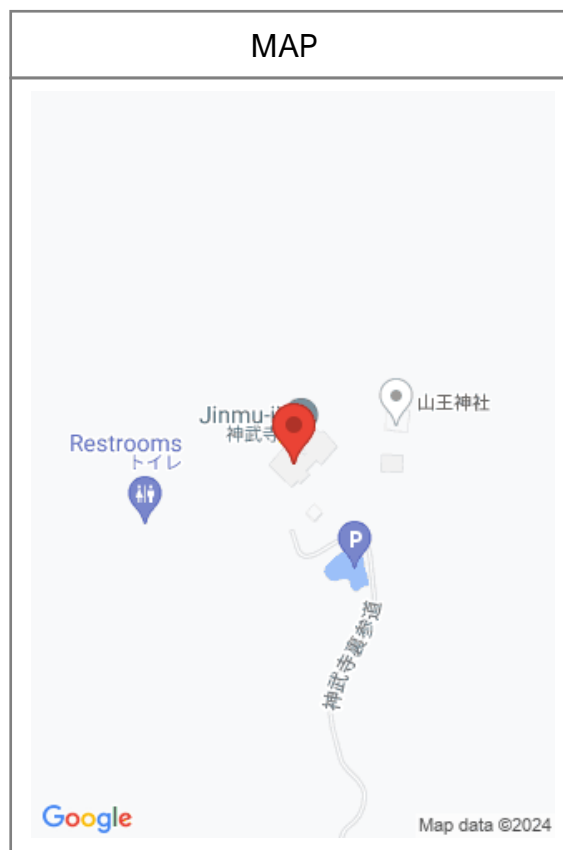 MAP
Jinmu-ji
神武寺
山王神社
Restrooms
トイレ
P
神武寺裏参道
Google
Map data ©2024